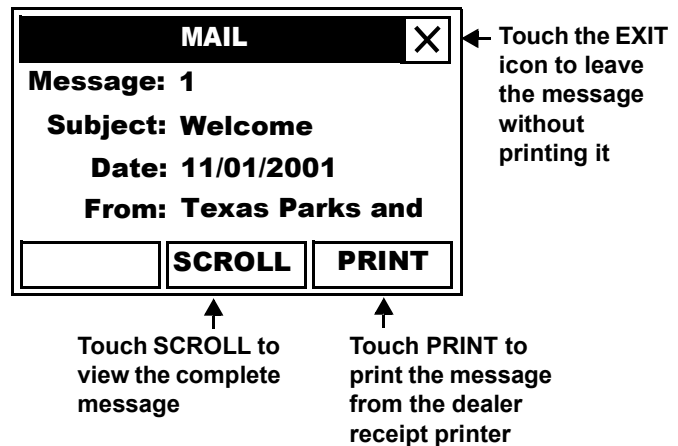 MAIL
X
Touch the EXIT
icon to leave
the message
without
printing it
Message: 1
Subject: Welcome
Date: 11/01/2001
From: Texas Parks and
SCROLL
PRINT
Touch SCROLL to
view the complete
message
Touch PRINT to
print the message
from the dealer
receipt printer